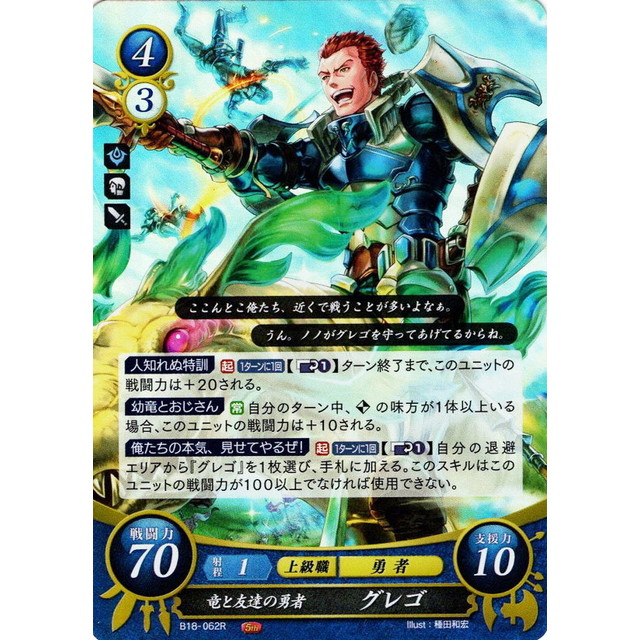 4
3
ここんとこ俺たち、近くで戦うことが多いよなぁ。
うん。ノノがグレゴを守ってあげてるからね。
人知れぬ特訓 起 1ターンに1回【1】ターン終了まで、このユニットの
戦闘力は+20される。
幼竜とおじさん 常 自分のターン中、の味方が1体以上いる
場合、このユニットの戦闘力は+10される。
俺たちの本気、見せてやるぜ! 起 1ターンに1回【1】自分の退避
エリアから『グレゴ』を1枚選び、手札に加える。このスキルはこの
ユニットの戦闘力が100以上でなければ使用できない。
戦闘力 70 射程 1 上級職 勇者 支援力 10
竜と友達の勇者 グレゴ
B18-062R Illust:種田和宏